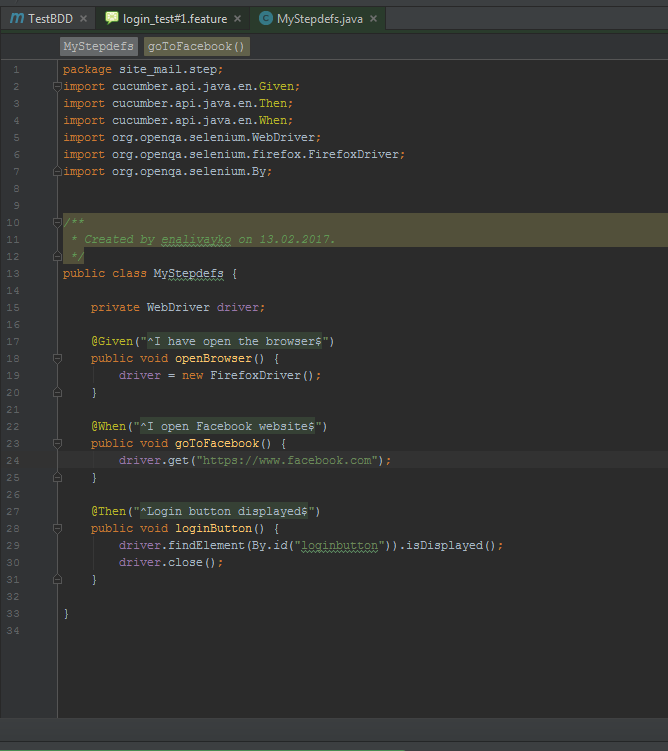 m TestBDD × login_test#1.feature × C MyStepdefs.java ×
MyStepdefs goToFacebook()
1 package site_mail.step;
2 import cucumber.api.java.en.Given;
3 import cucumber.api.java.en.Then;
4 import cucumber.api.java.en.When;
5 import org.openqa.selenium.WebDriver;
6 import org.openqa.selenium.firefox.FirefoxDriver;
7 import org.openqa.selenium.By;
8
9
10 /**
11  * Created by enalivayko on 13.02.2017.
12  */
13 public class MyStepdefs {
14
15     private WebDriver driver;
16
17     @Given("^I have open the browser$")
18     public void openBrowser() {
19         driver = new FirefoxDriver();
20     }
21
22     @When("^I open Facebook website$")
23     public void goToFacebook() {
24         driver.get("https://www.facebook.com");
25     }
26
27     @Then("^Login button displayed$")
28     public void loginButton() {
29         driver.findElement(By.id("loginbutton")).isDisplayed();
30         driver.close();
31     }
32
33 }
34